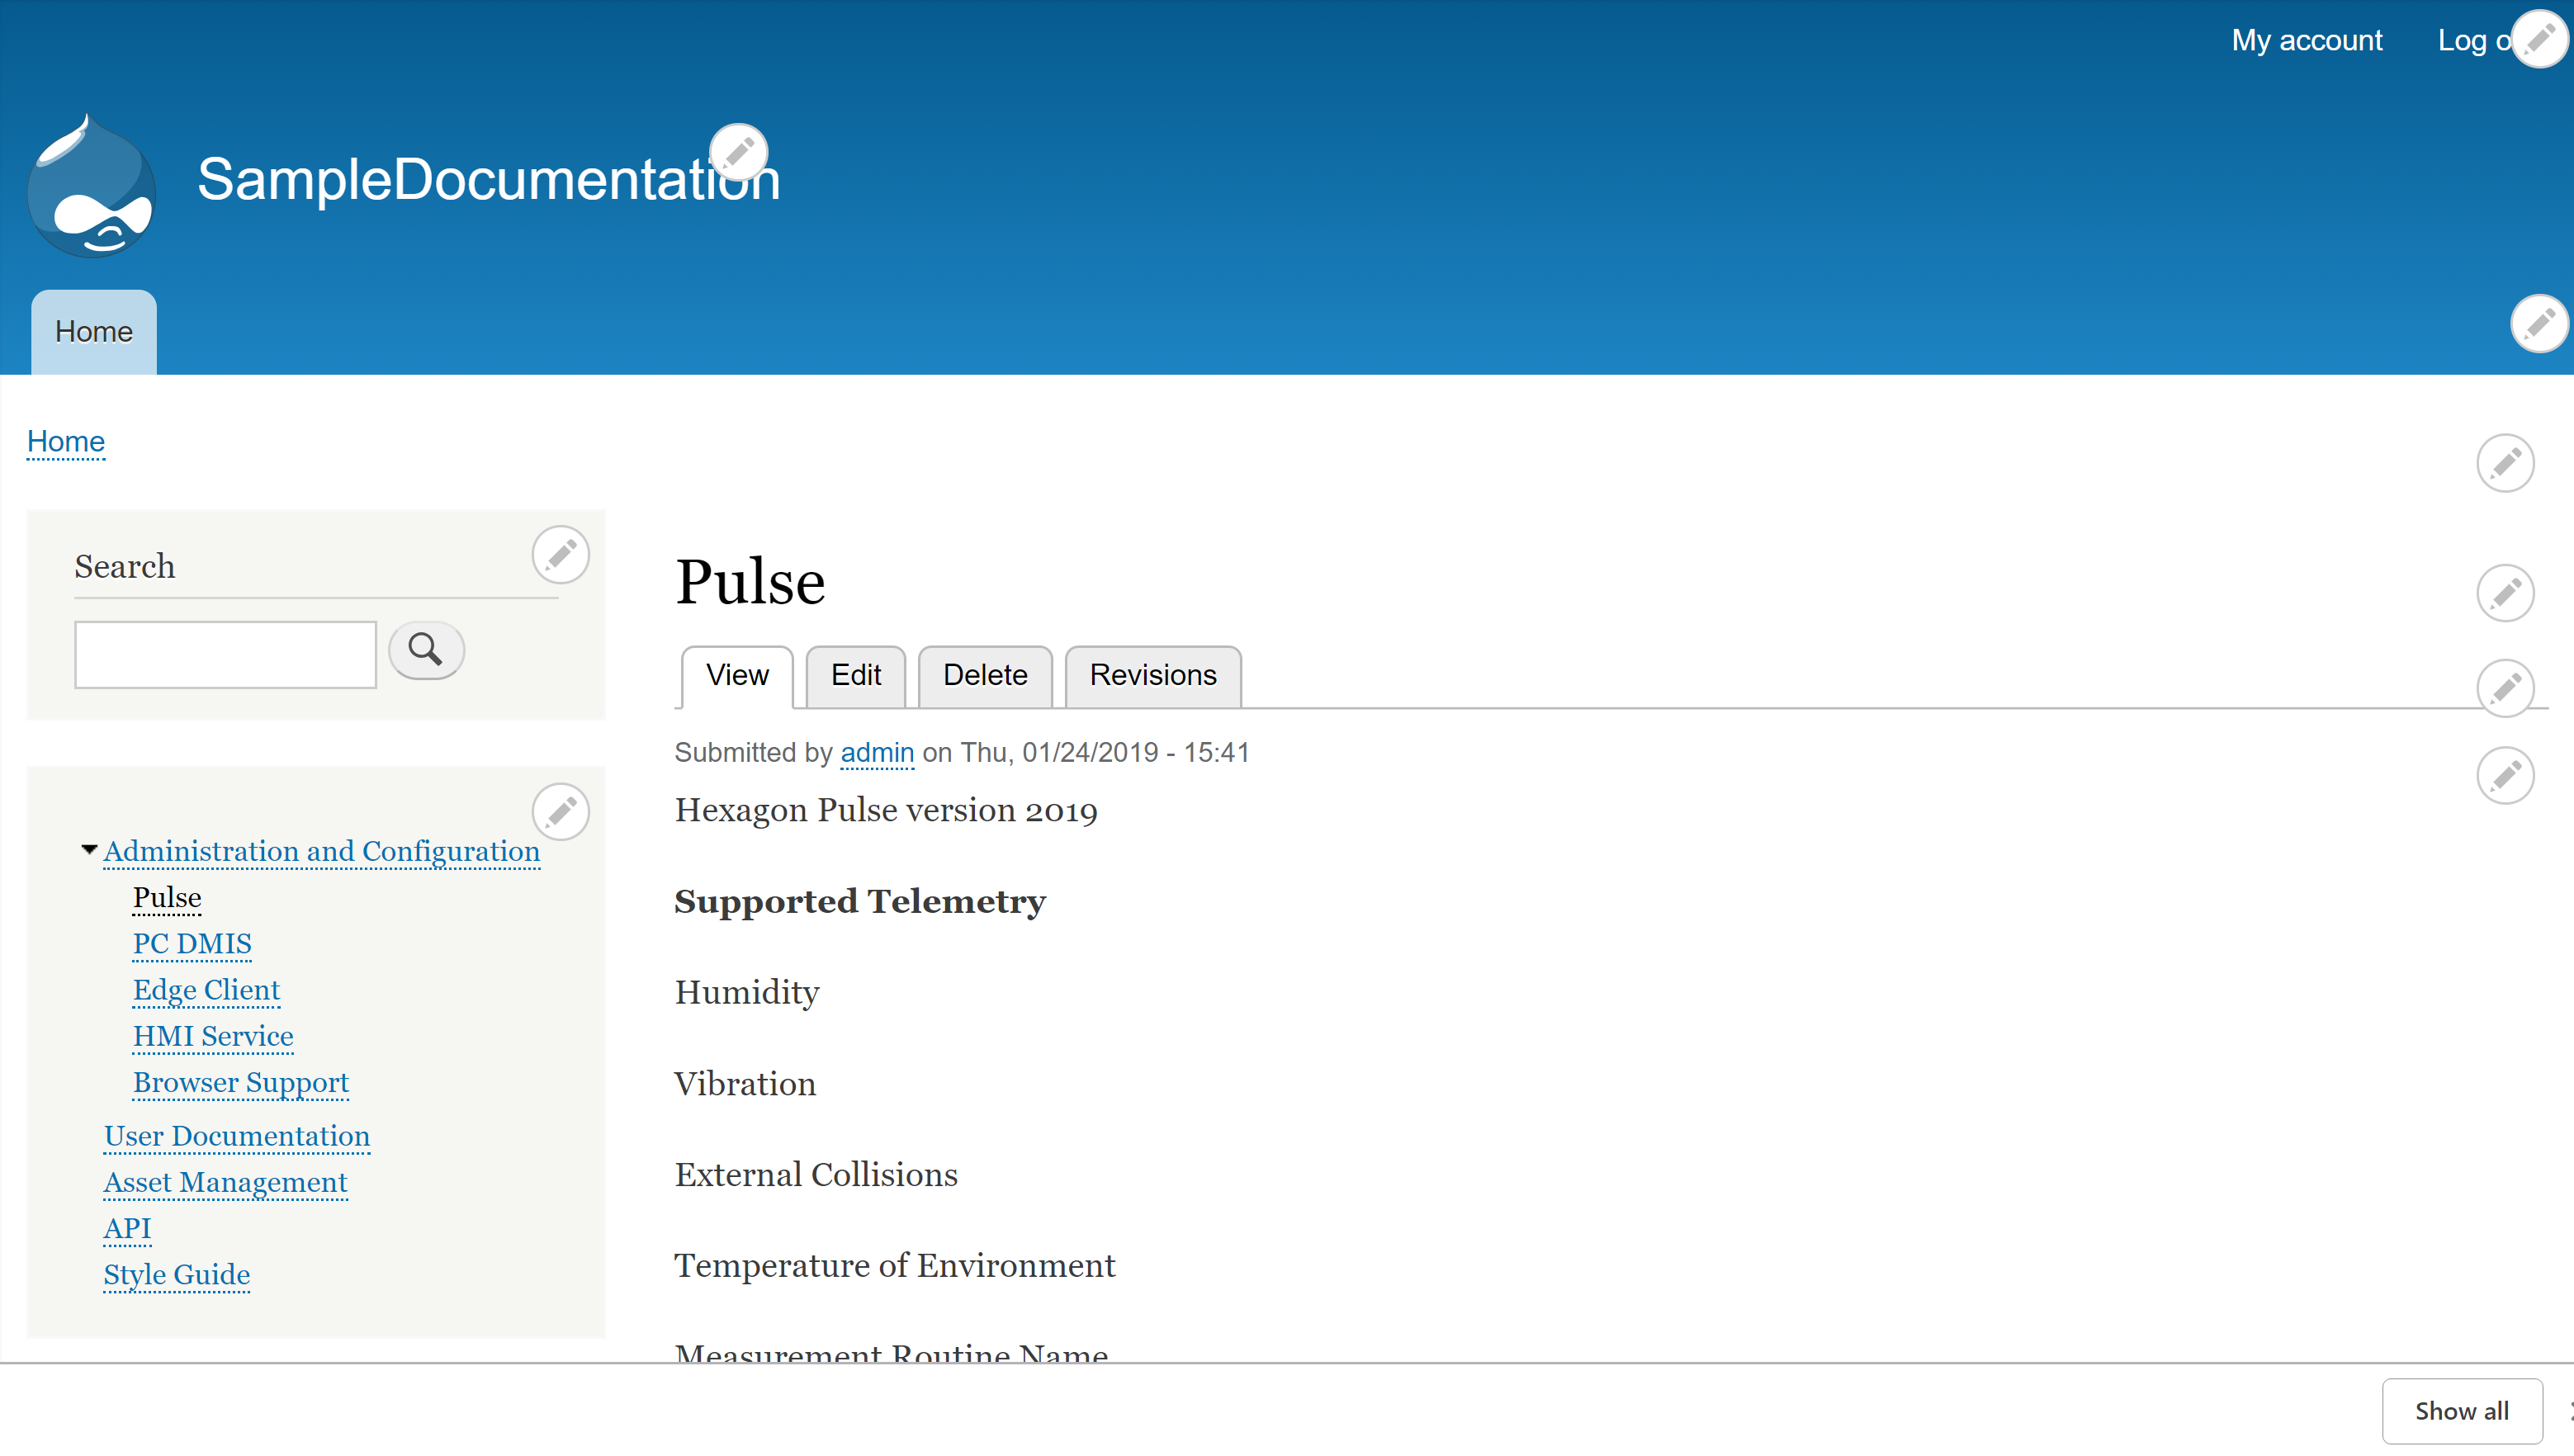 My account
Log o
SampleDocumentation
Home
Home
Search
Pulse
View
Edit
Delete
Revisions
Submitted by admin on Thu, 01/24/2019 - 15:41
Hexagon Pulse version 2019
Supported Telemetry
Humidity
Vibration
External Collisions
Temperature of Environment
Measurement Routine Name
Administration and Configuration
Pulse
PC DMIS
Edge Client
HMI Service
Browser Support
User Documentation
Asset Management
API
Style Guide
Show all